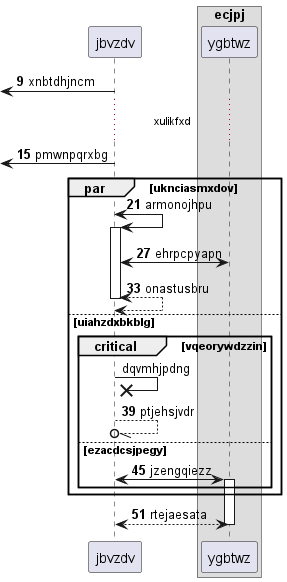 ecjpj
jbvzdv
ygbtwz
9 xnbtdhjncm
xulikfxd
15 pmwnpqrxbg
par
[uknciasmxdov]
21 armonojhpu
27 ehrpcpyapn
33 onastusbru
[uiahzdxbkblg]
critical
[vqeorywdzzin]
dqvmhjpdng
39 ptjehsjvdr
[ezacdcsjpegy]
45 jzengqiezz
51 rtejaesata
jbvzdv
ygbtwz